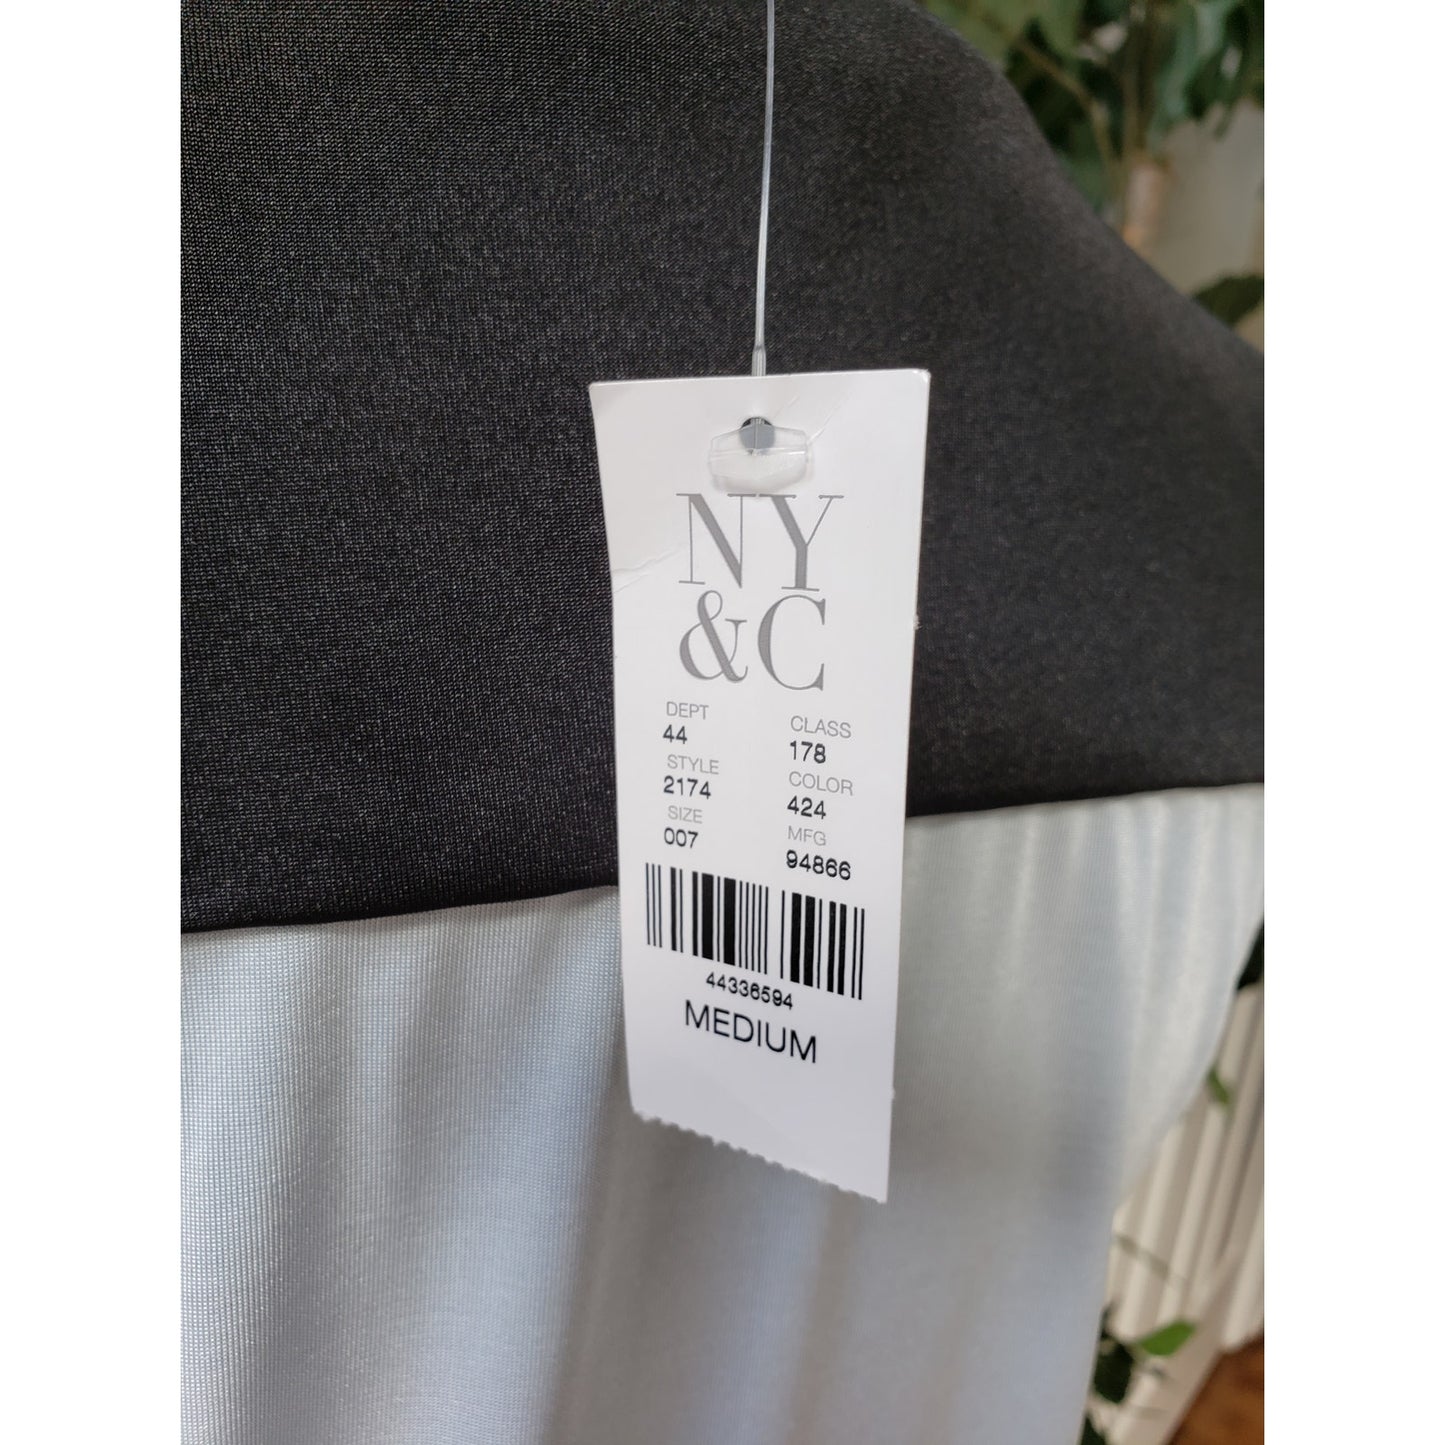 NY
&C
DEPT CLASS
44 178
STYLE COLOR
2174 424
SIZE MFG
007 94866
44336594
MEDIUM